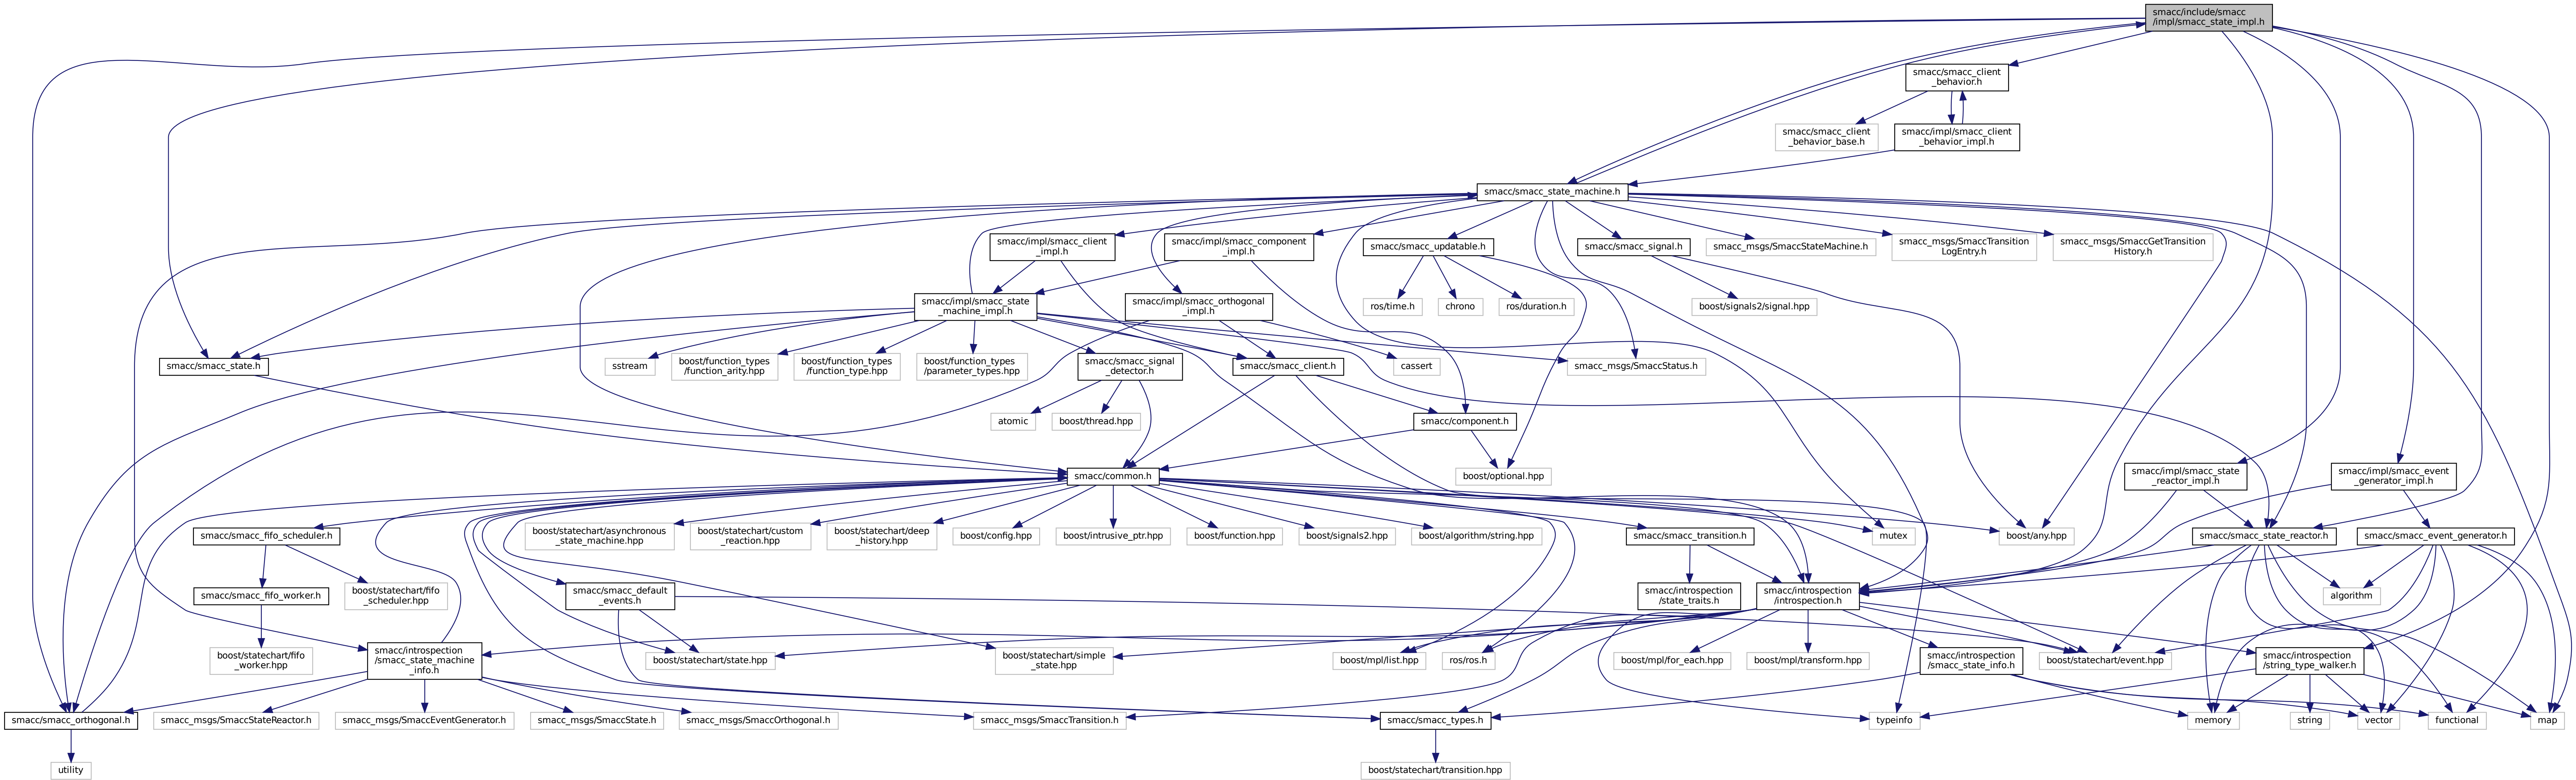 smacc/include/smacc
/impl/smacc_state_impl.h
smacc/smacc_client
_behavior.h
smacc/smacc_client
_behavior_base.h
smacc/impl/smacc_client
_behavior_impl.h
smacc/smacc_state_machine.h
smacc/impl/smacc_client
_impl.h
smacc/impl/smacc_component
_impl.h
smacc/smacc_updatable.h
smacc/smacc_signal.h
smacc_msgs/SmaccStateMachine.h
smacc_msgs/SmaccTransition
LogEntry.h
smacc_msgs/SmaccGetTransition
History.h
smacc/impl/smacc_state
_machine_impl.h
smacc/impl/smacc_orthogonal
_impl.h
ros/time.h
chrono
ros/duration.h
boost/signals2/signal.hpp
smacc/smacc_state.h
sstream
boost/function_types
/function_arity.hpp
boost/function_types
/function_type.hpp
boost/function_types
/parameter_types.hpp
smacc/smacc_signal
_detector.h
smacc/smacc_client.h
cassert
smacc_msgs/SmaccStatus.h
atomic
boost/thread.hpp
smacc/component.h
smacc/common.h
boost/optional.hpp
smacc/impl/smacc_state
_reactor_impl.h
smacc/impl/smacc_event
_generator_impl.h
smacc/smacc_fifo_scheduler.h
boost/statechart/asynchronous
_state_machine.hpp
boost/statechart/custom
_reaction.hpp
boost/statechart/deep
_history.hpp
boost/config.hpp
boost/intrusive_ptr.hpp
boost/function.hpp
boost/signals2.hpp
boost/algorithm/string.hpp
smacc/smacc_transition.h
mutex
boost/any.hpp
smacc/smacc_state_reactor.h
smacc/smacc_event_generator.h
smacc/smacc_fifo_worker.h
boost/statechart/fifo
_scheduler.hpp
smacc/smacc_default
_events.h
smacc/introspection
/state_traits.h
smacc/introspection
/introspection.h
algorithm
boost/statechart/fifo
_worker.hpp
smacc/introspection
/smacc_state_machine
_info.h
boost/statechart/state.hpp
boost/statechart/simple
_state.hpp
boost/mpl/list.hpp
ros/ros.h
boost/mpl/for_each.hpp
boost/mpl/transform.hpp
smacc/introspection
/smacc_state_info.h
boost/statechart/event.hpp
smacc/introspection
/string_type_walker.h
smacc/smacc_orthogonal.h
smacc_msgs/SmaccStateReactor.h
smacc_msgs/SmaccEventGenerator.h
smacc_msgs/SmaccState.h
smacc_msgs/SmaccOrthogonal.h
smacc_msgs/SmaccTransition.h
smacc/smacc_types.h
typeinfo
memory
string
vector
functional
map
utility
boost/statechart/transition.hpp